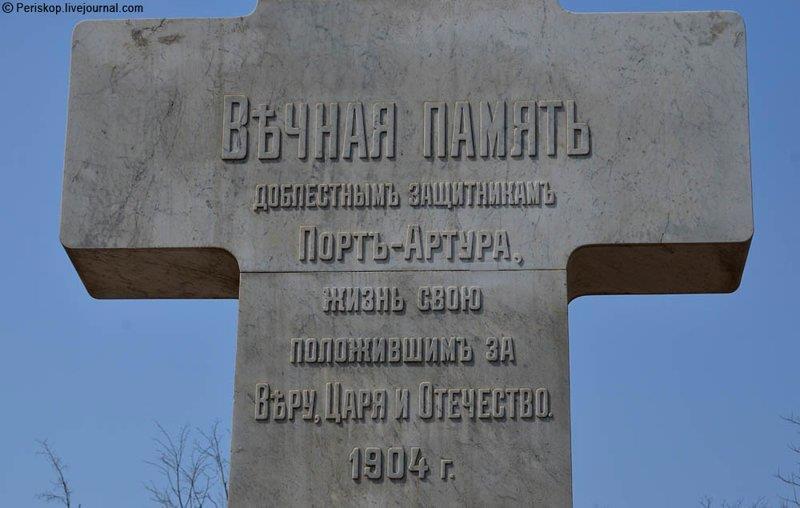 © Periskop.livejournal.com
Вѣчная память
доблестнымъ защитникамъ
Портъ-Артура,
жизнь свою
положившимъ за
Вѣру, Царя и Отечество.
1904 г.